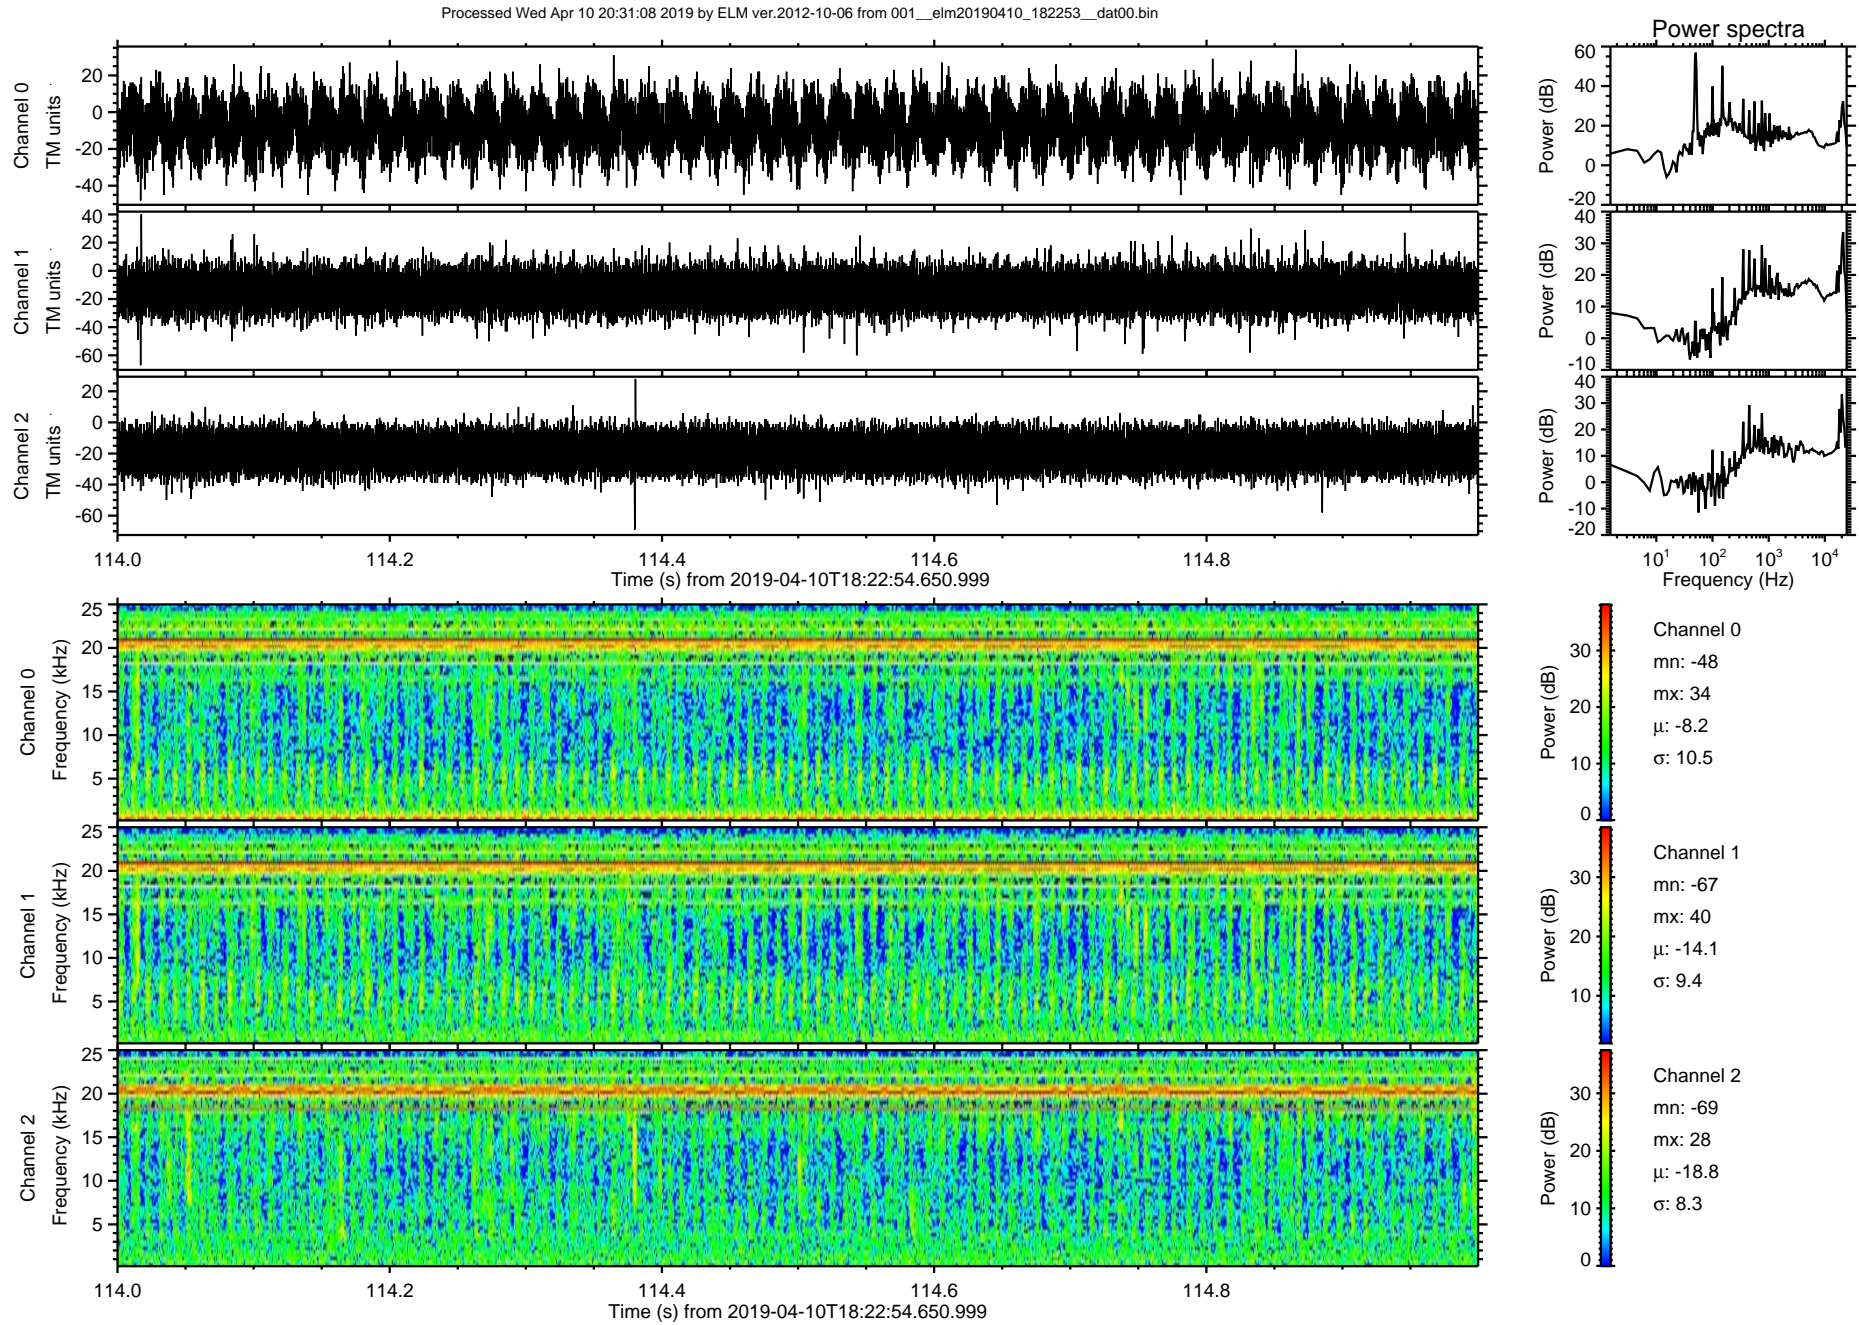 Processed Wed Apr 10 20:31:08 2019 by ELM ver.2012-10-06 from 001__elm20190410_182253__dat00.bin
Power spectra
Channel 0
TM units
20
0
-20
-40
Power (dB)
60
40
20
0
-20
Channel 1
TM units
40
20
0
-20
-40
-60
Power (dB)
40
30
20
10
0
-10
Channel 2
TM units
20
0
-20
-40
-60
Power (dB)
40
30
20
10
0
-10
-20
114.0 114.2 114.4 114.6 114.8
Time (s) from 2019-04-10T18:22:54.650.999
10^1 10^2 10^3 10^4
Frequency (Hz)
Channel 0
Frequency (kHz)
25
20
15
10
5
Power (dB)
30
20
10
0
Channel 0
mn: -48
mx: 34
μ: -8.2
σ: 10.5
Channel 1
Frequency (kHz)
25
20
15
10
5
Power (dB)
30
20
10
Channel 1
mn: -67
mx: 40
μ: -14.1
σ: 9.4
Channel 2
Frequency (kHz)
25
20
15
10
5
Power (dB)
30
20
10
0
Channel 2
mn: -69
mx: 28
μ: -18.8
σ: 8.3
114.0 114.2 114.4 114.6 114.8
Time (s) from 2019-04-10T18:22:54.650.999